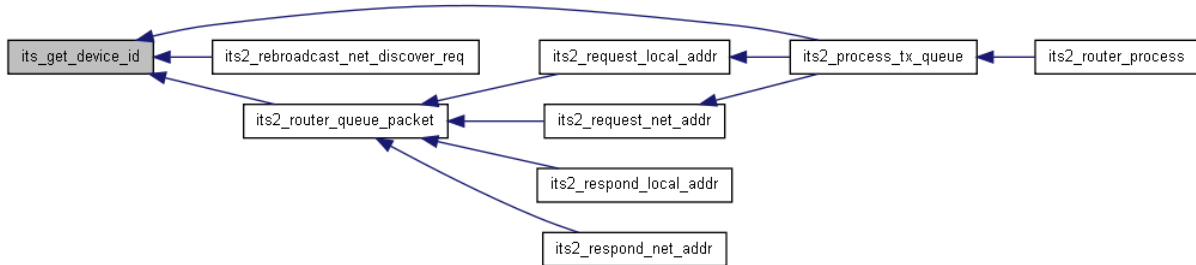 its_get_device_id
its2_rebroadcast_net_discover_req
its2_request_local_addr
its2_process_tx_queue
its2_router_process
its2_router_queue_packet
its2_request_net_addr
its2_respond_local_addr
its2_respond_net_addr